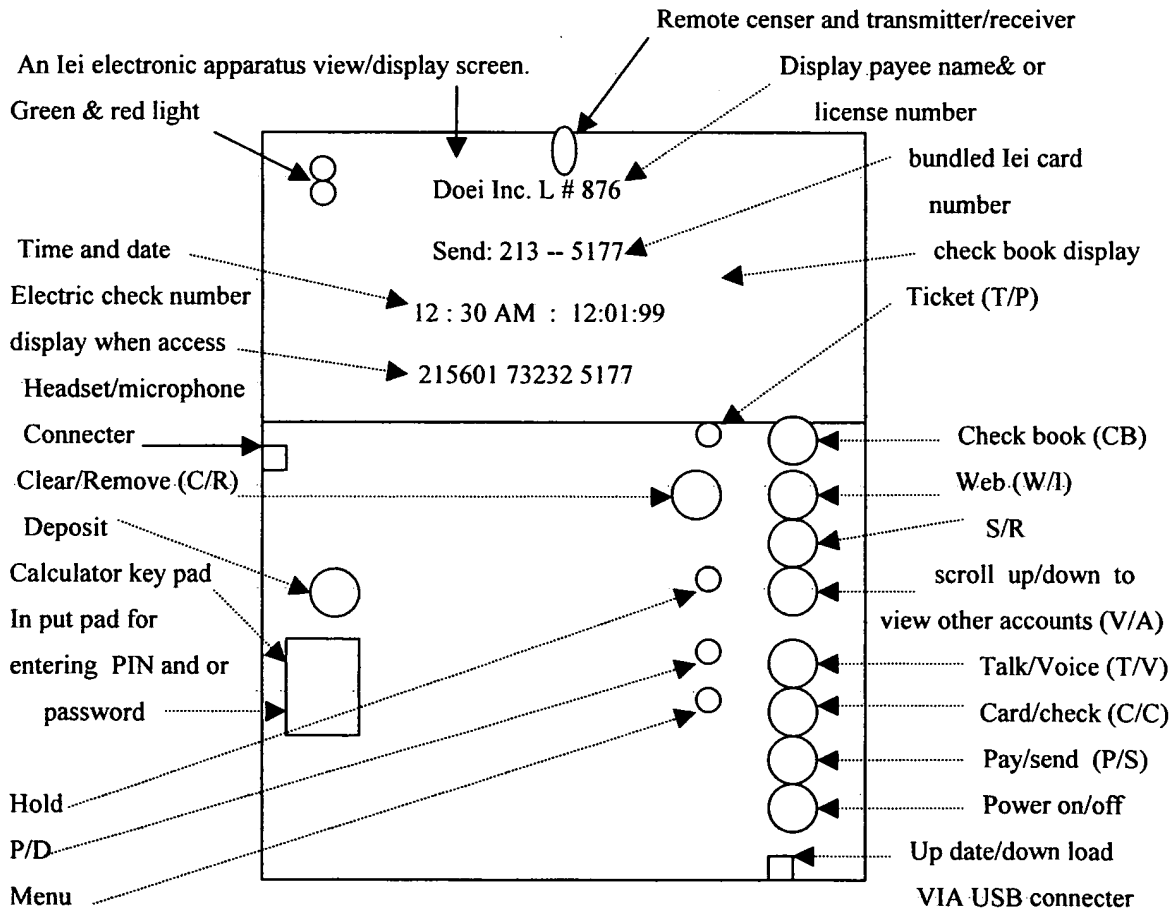 Remote censer and transmitter/receiver
An Iei electronic apparatus view/display screen.
Display payee name& or
license number
Green & red light
bundled Iei card
number
Doei Inc. L # 876
Send: 213 -- 5177
Time and date
check book display
Electric check number
display when access
Ticket (T/P)
12 : 30 AM : 12:01:99
215601 73232 5177
Headset/microphone
Connecter
Check book (CB)
Clear/Remove (C/R)
Web (W/I)
Deposit
S/R
Calculator key pad
scroll up/down to
view other accounts (V/A)
In put pad for
entering PIN and or
password
Talk/Voice (T/V)
Card/check (C/C)
Pay/send (P/S)
Hold
Power on/off
P/D
Up date/down load
VIA USB connecter
Menu